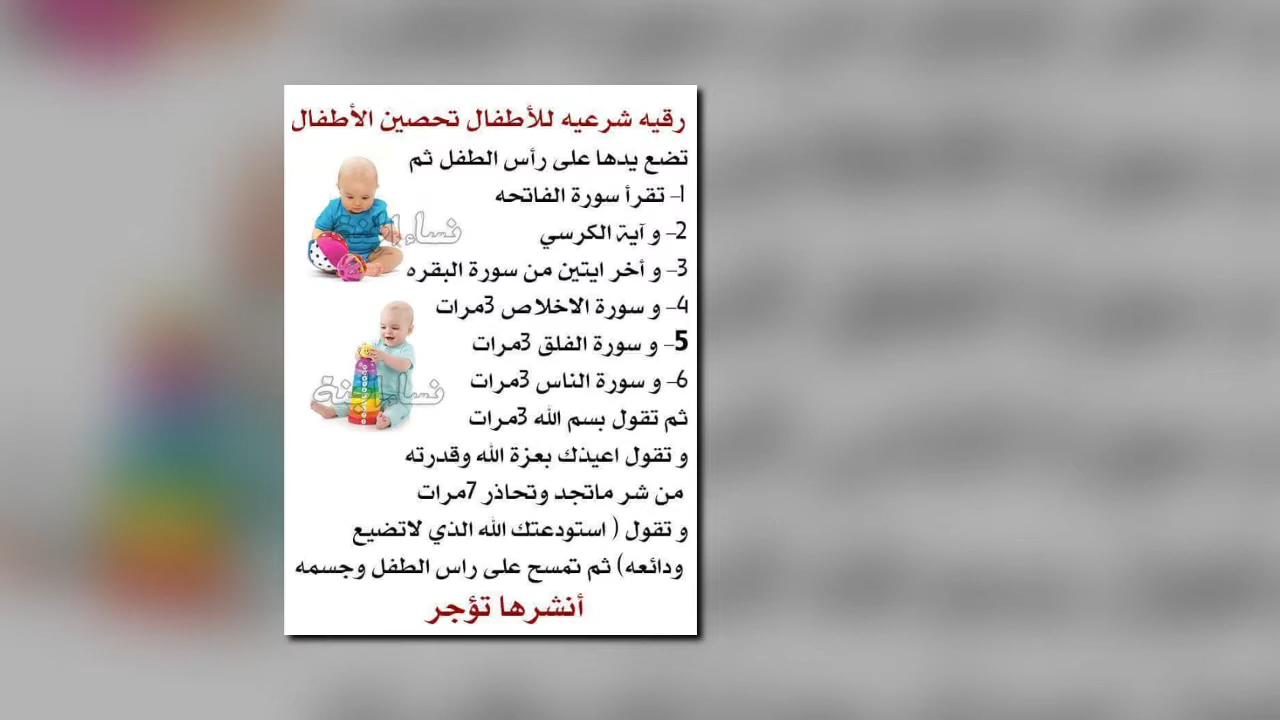 رقيه شرعيه للأطفال تحصين الأطفال
تضع يدها على رأس الطفل ثم
1- تقرأ سورة الفاتحه
2- و آية الكرسي
3- و أخر ايتين من سورة البقره
4- و سورة الاخلاص 3مرات
5- و سورة الفلق 3مرات
6- و سورة الناس 3مرات
ثم تقول بسم الله 3مرات
و تقول اعيذك بعزة الله وقدرته
من شر ماتجد وتحاذر 7مرات
و تقول ( استودعتك الله الذي لاتضيع
ودائعه) ثم تمسح على راس الطفل وجسمه
أنشرها تؤجر
نساء
نساء